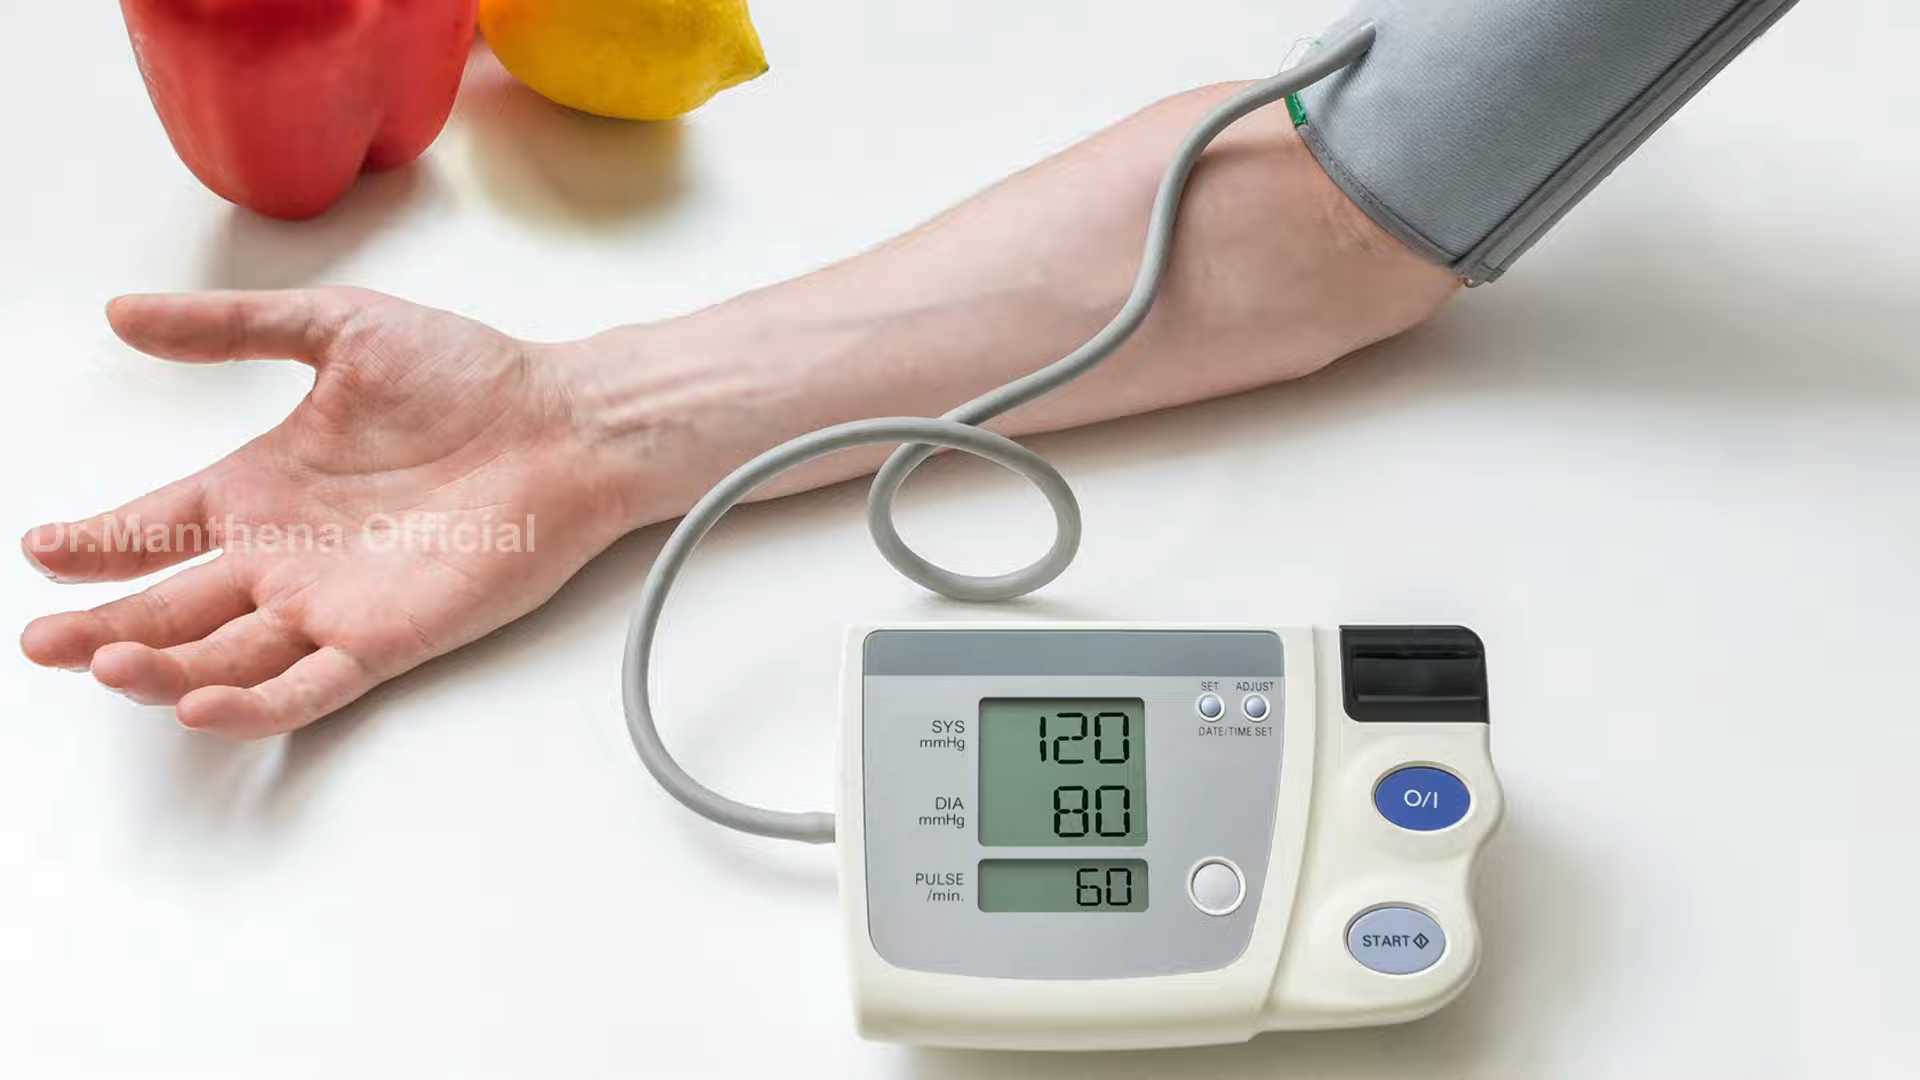 Dr.Manthena Official
SET ADJUST
DATE/TIME SET
SYS
mmHg
120
DIA
mmHg
80
PULSE
/min.
60
O/I
START